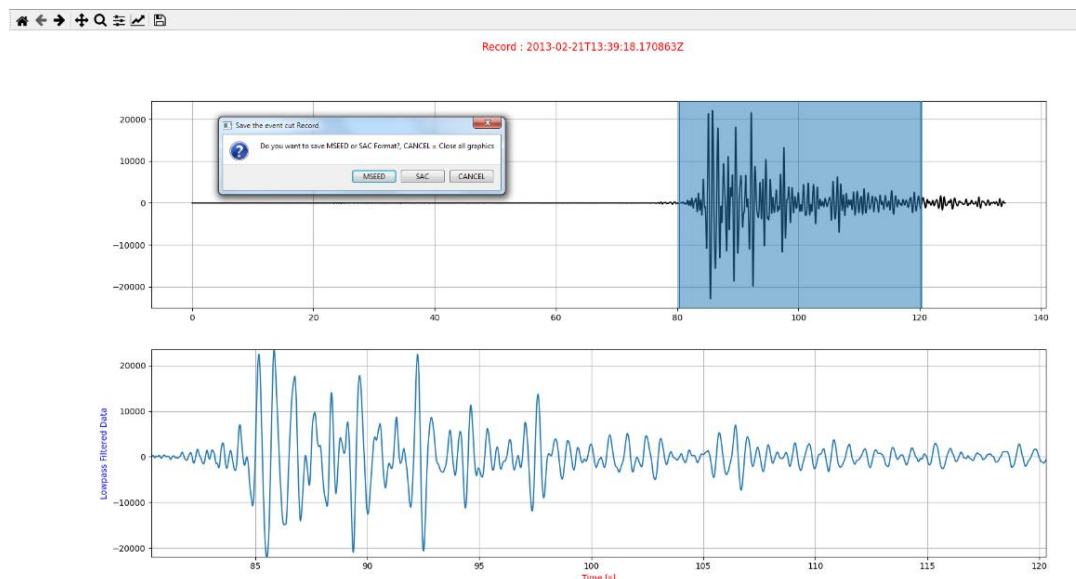 Record : 2013-02-21T13:39:18.170863Z
20000
10000
0
−10000
−20000
0 20 40 60 80 100 120 140
Save the event cut Record
Do you want to save MSEED or SAC Format?, CANCEL = Close all graphics
MSEED SAC CANCEL
Lowpass Filtered Data
20000
10000
0
−10000
−20000
85 90 95 100 105 110 115 120
Time [s]